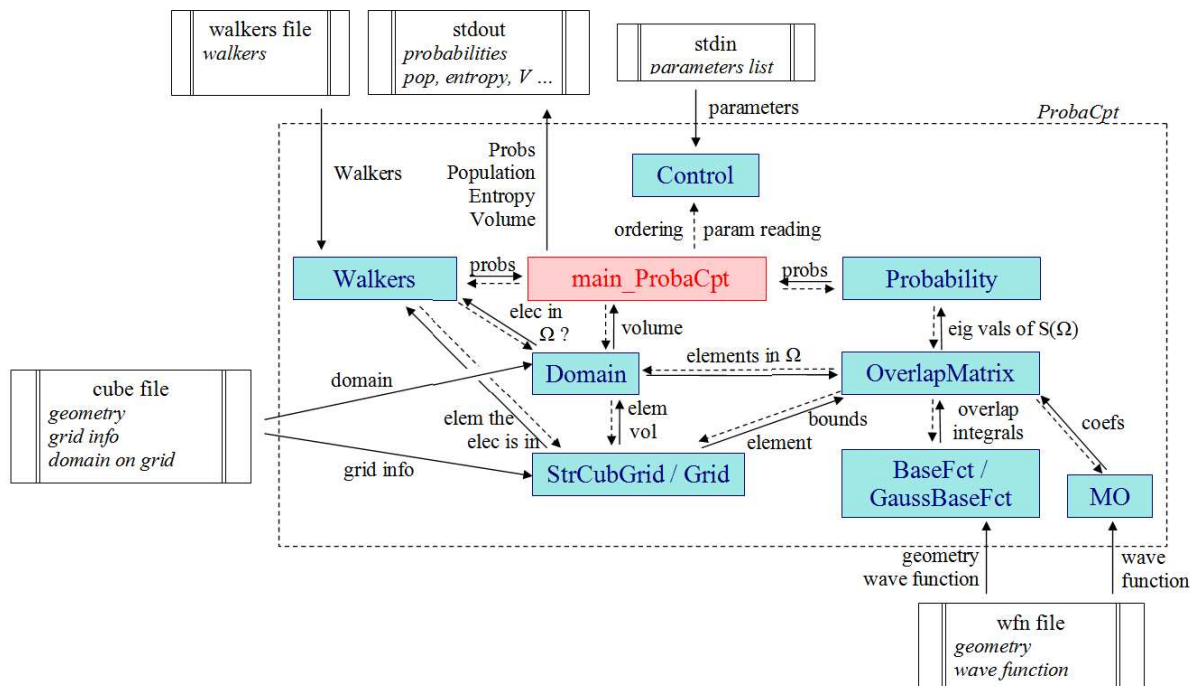 walkers file
walkers
stdout
probabilities
pop, entropy, V ...
stdin
parameters list
parameters
ProbaCpt
Walkers
Probs
Population
Entropy
Volume
Control
ordering
param reading
Walkers
probs
main_ProbaCpt
probs
Probability
elec in
Ω ?
volume
eig vals of S(Ω)
domain
Domain
elements in Ω
OverlapMatrix
cube file
geometry
grid info
domain on grid
elem the
elec is in
elem
vol
bounds
element
overlap
integrals
coefs
grid info
StrCubGrid / Grid
BaseFct /
GaussBaseFct
MO
geometry
wave function
wave
function
wfn file
geometry
wave function